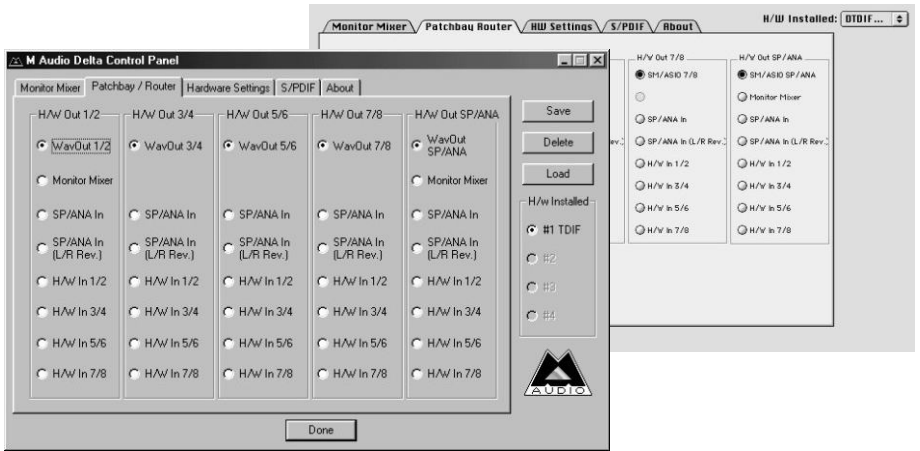 H/W Installed: DTDIF...
Monitor Mixer Patchbay Router HW Settings S/PDIF About
H/W Out 7/8 H/W Out SP/ANA
SM/ASIO 7/8 SM/ASIO SP/ANA
Monitor Mixer
SP/ANA In SP/ANA In
ev.) SP/ANA In (L/R Rev.) SP/ANA In (L/R Rev.)
H/W In 1/2 H/W In 1/2
H/W In 3/4 H/W In 3/4
H/W In 5/6 H/W In 5/6
H/W In 7/8 H/W In 7/8
M Audio Delta Control Panel
Monitor Mixer Patchbay / Router Hardware Settings S/PDIF About
H/W Out 1/2 H/W Out 3/4 H/W Out 5/6 H/W Out 7/8 H/W Out SP/ANA
WavOut 1/2 WavOut 3/4 WavOut 5/6 WavOut 7/8 WavOut SP/ANA
Monitor Mixer Monitor Mixer
SP/ANA In SP/ANA In SP/ANA In SP/ANA In SP/ANA In
SP/ANA In (L/R Rev.) SP/ANA In (L/R Rev.) SP/ANA In (L/R Rev.) SP/ANA In (L/R Rev.) SP/ANA In (L/R Rev.)
H/W In 1/2 H/W In 1/2 H/W In 1/2 H/W In 1/2 H/W In 1/2
H/W In 3/4 H/W In 3/4 H/W In 3/4 H/W In 3/4 H/W In 3/4
H/W In 5/6 H/W In 5/6 H/W In 5/6 H/W In 5/6 H/W In 5/6
H/W In 7/8 H/W In 7/8 H/W In 7/8 H/W In 7/8 H/W In 7/8
Save
Delete
Load
H/w Installed
#1 TDIF
#2
#3
#4
M AUDIO
Done